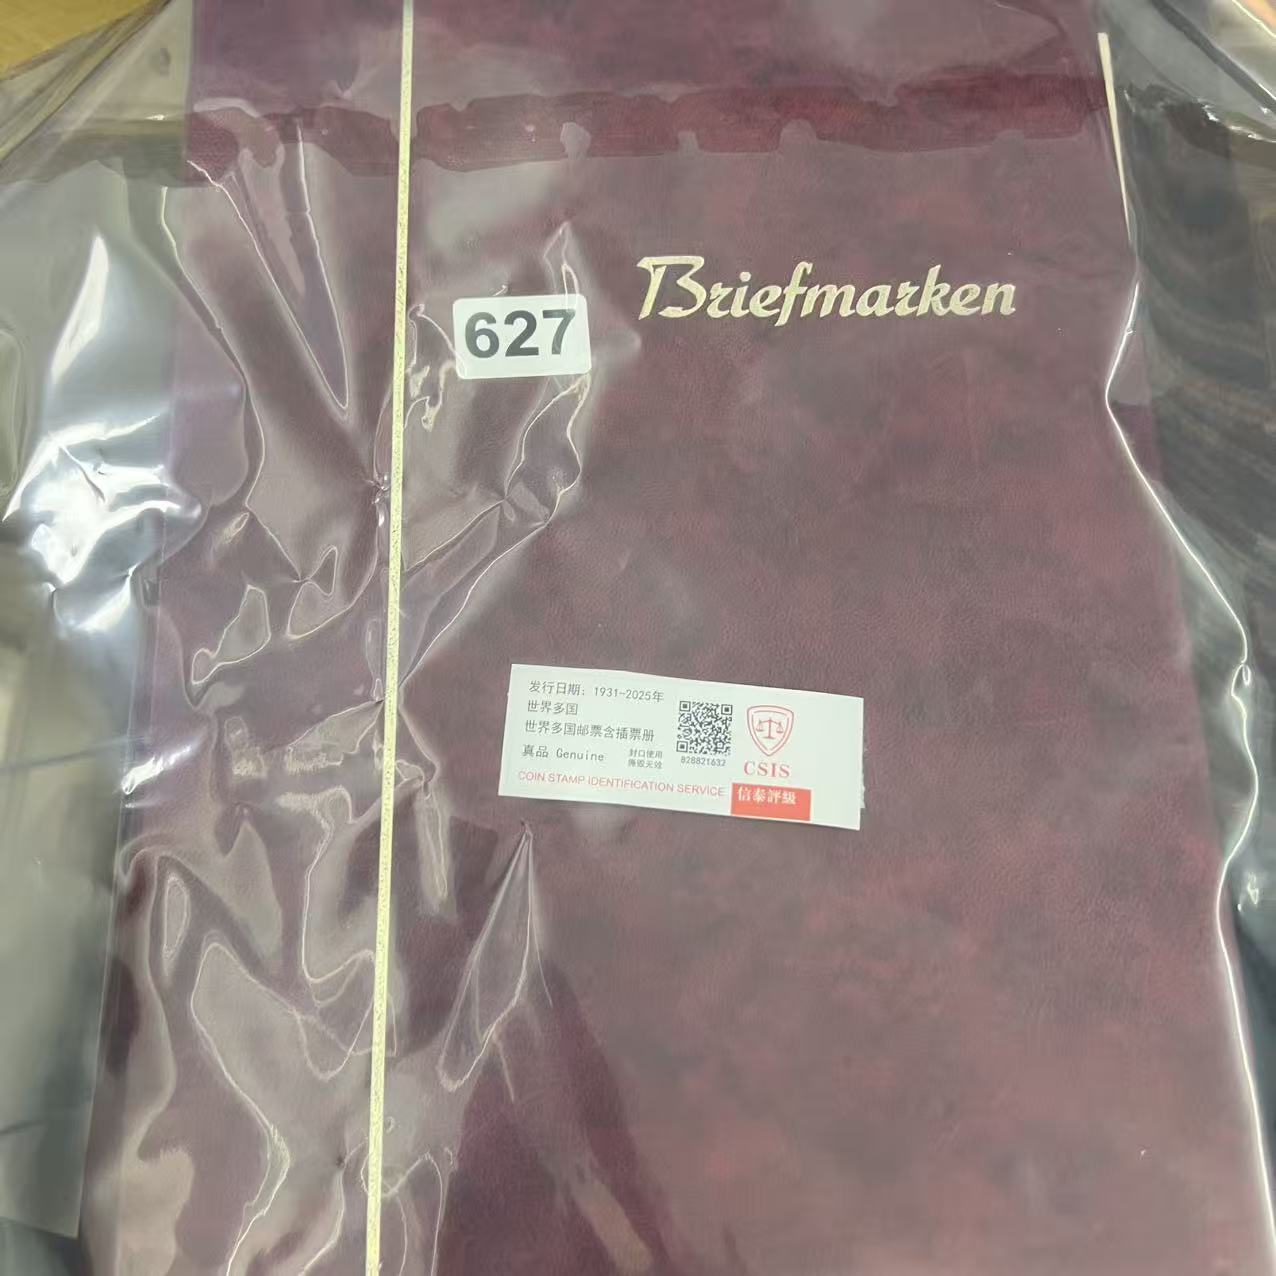 Briefmarken
627
发行日期: 1931-2025年
世界多国
世界多国邮票含插票册
真品 Genuine
封口使用
撕毁无效
828821632
CSIS
COIN STAMP IDENTIFICATION SERVICE
信泰評級